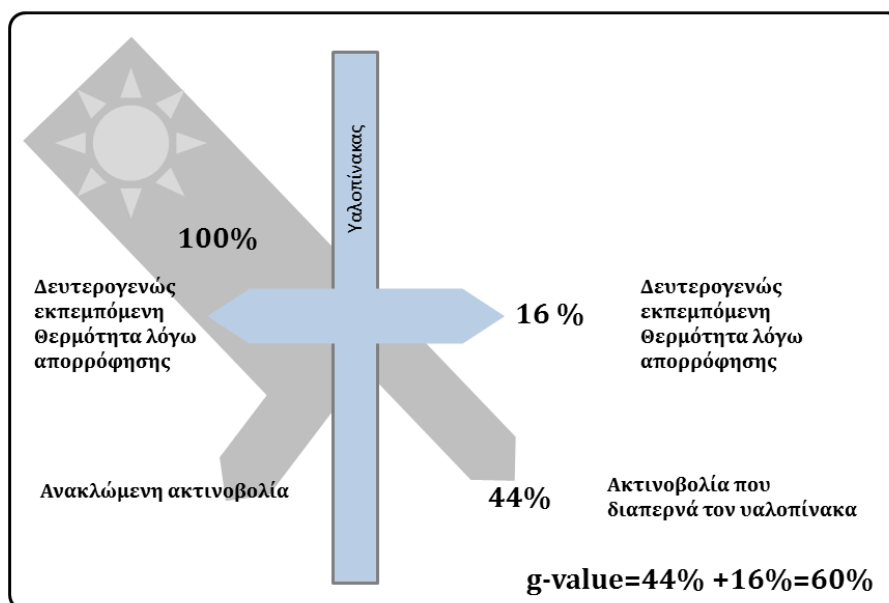 Υαλοπίνακας
100%
Δευτερογενώς
εκπεμπόμενη
Θερμότητα λόγω
απορρόφησης
16 %
Δευτερογενώς
εκπεμπόμενη
Θερμότητα λόγω
απορρόφησης
Ανακλώμενη ακτινοβολία
44%
Ακτινοβολία που
διαπερνά τον υαλοπίνακα
g-value=44% +16%=60%